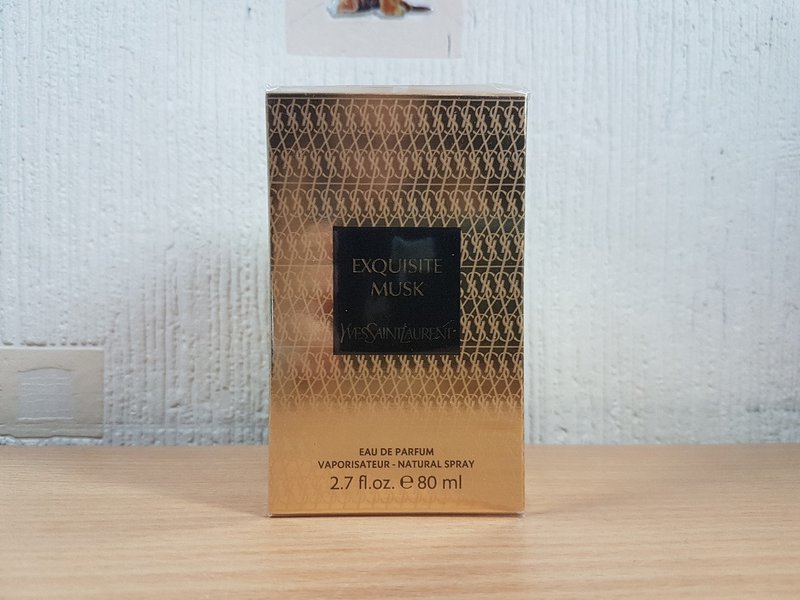 EXQUISITE
MUSK
YVESSAINTLAURENT
EAU DE PARFUM
VAPORISATEUR - NATURAL SPRAY
2.7 fl.oz. ℮ 80 ml